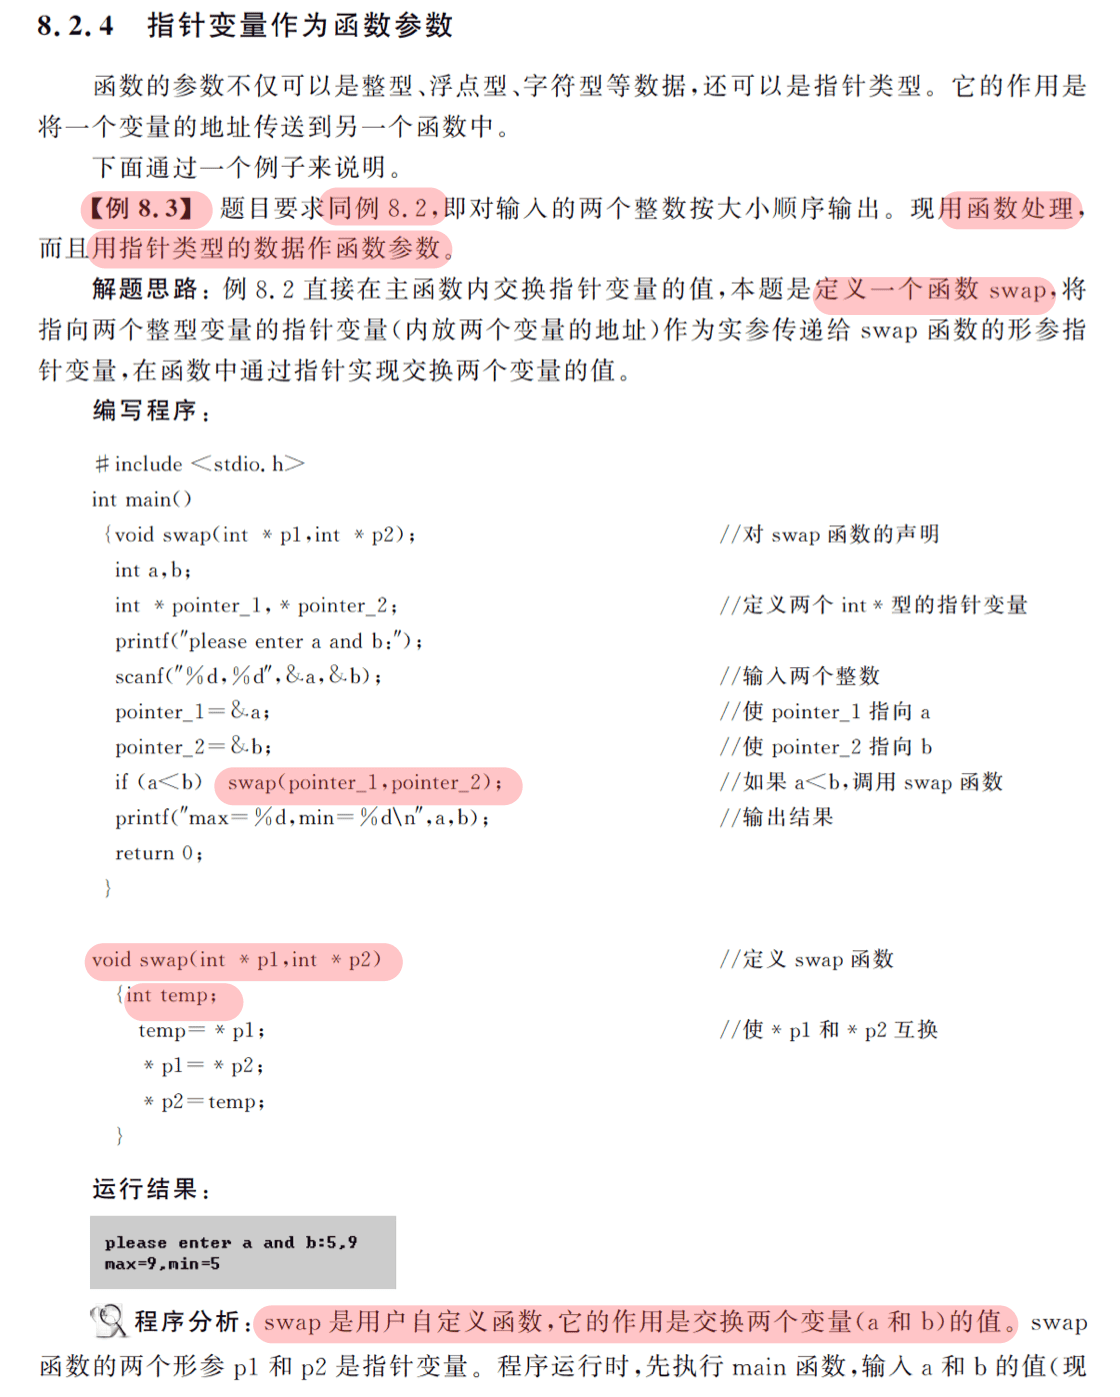 8.2.4 指针变量作为函数参数
函数的参数不仅可以是整型、浮点型、字符型等数据,还可以是指针类型。它的作用是
将一个变量的地址传送到另一个函数中。
下面通过一个例子来说明。
【例 8.3】 题目要求同例 8.2,即对输入的两个整数按大小顺序输出。现用函数处理,
而且用指针类型的数据作函数参数。
解题思路:例 8.2 直接在主函数内交换指针变量的值,本题是定义一个函数 swap,将
指向两个整型变量的指针变量(内放两个变量的地址)作为实参传递给 swap 函数的形参指
针变量,在函数中通过指针实现交换两个变量的值。
编写程序:
#include <stdio.h>
int main()
{void swap(int * p1,int * p2); //对 swap 函数的声明
int a,b;
int * pointer_1, * pointer_2; //定义两个 int * 型的指针变量
printf("please enter a and b:");
scanf("%d,%d",&a,&b); //输入两个整数
pointer_1=&a; //使 pointer_1 指向 a
pointer_2=&b; //使 pointer_2 指向 b
if (a<b) swap(pointer_1,pointer_2); //如果 a<b,调用 swap 函数
printf("max=%d,min=%d\n",a,b); //输出结果
return 0;
}
void swap(int * p1,int * p2) //定义 swap 函数
{int temp;
temp= * p1; //使 * p1 和 * p2 互换
* p1= * p2;
* p2=temp;
}
运行结果:
please enter a and b:5,9
max=9,min=5
程序分析:swap 是用户自定义函数,它的作用是交换两个变量(a 和 b)的值。swap
函数的两个形参 p1 和 p2 是指针变量。程序运行时,先执行 main 函数,输入 a 和 b 的值(现